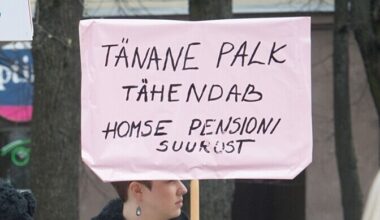 TÄNANE PALK
TÄHENDAB
HOMSE PENSIONI
SUURUST